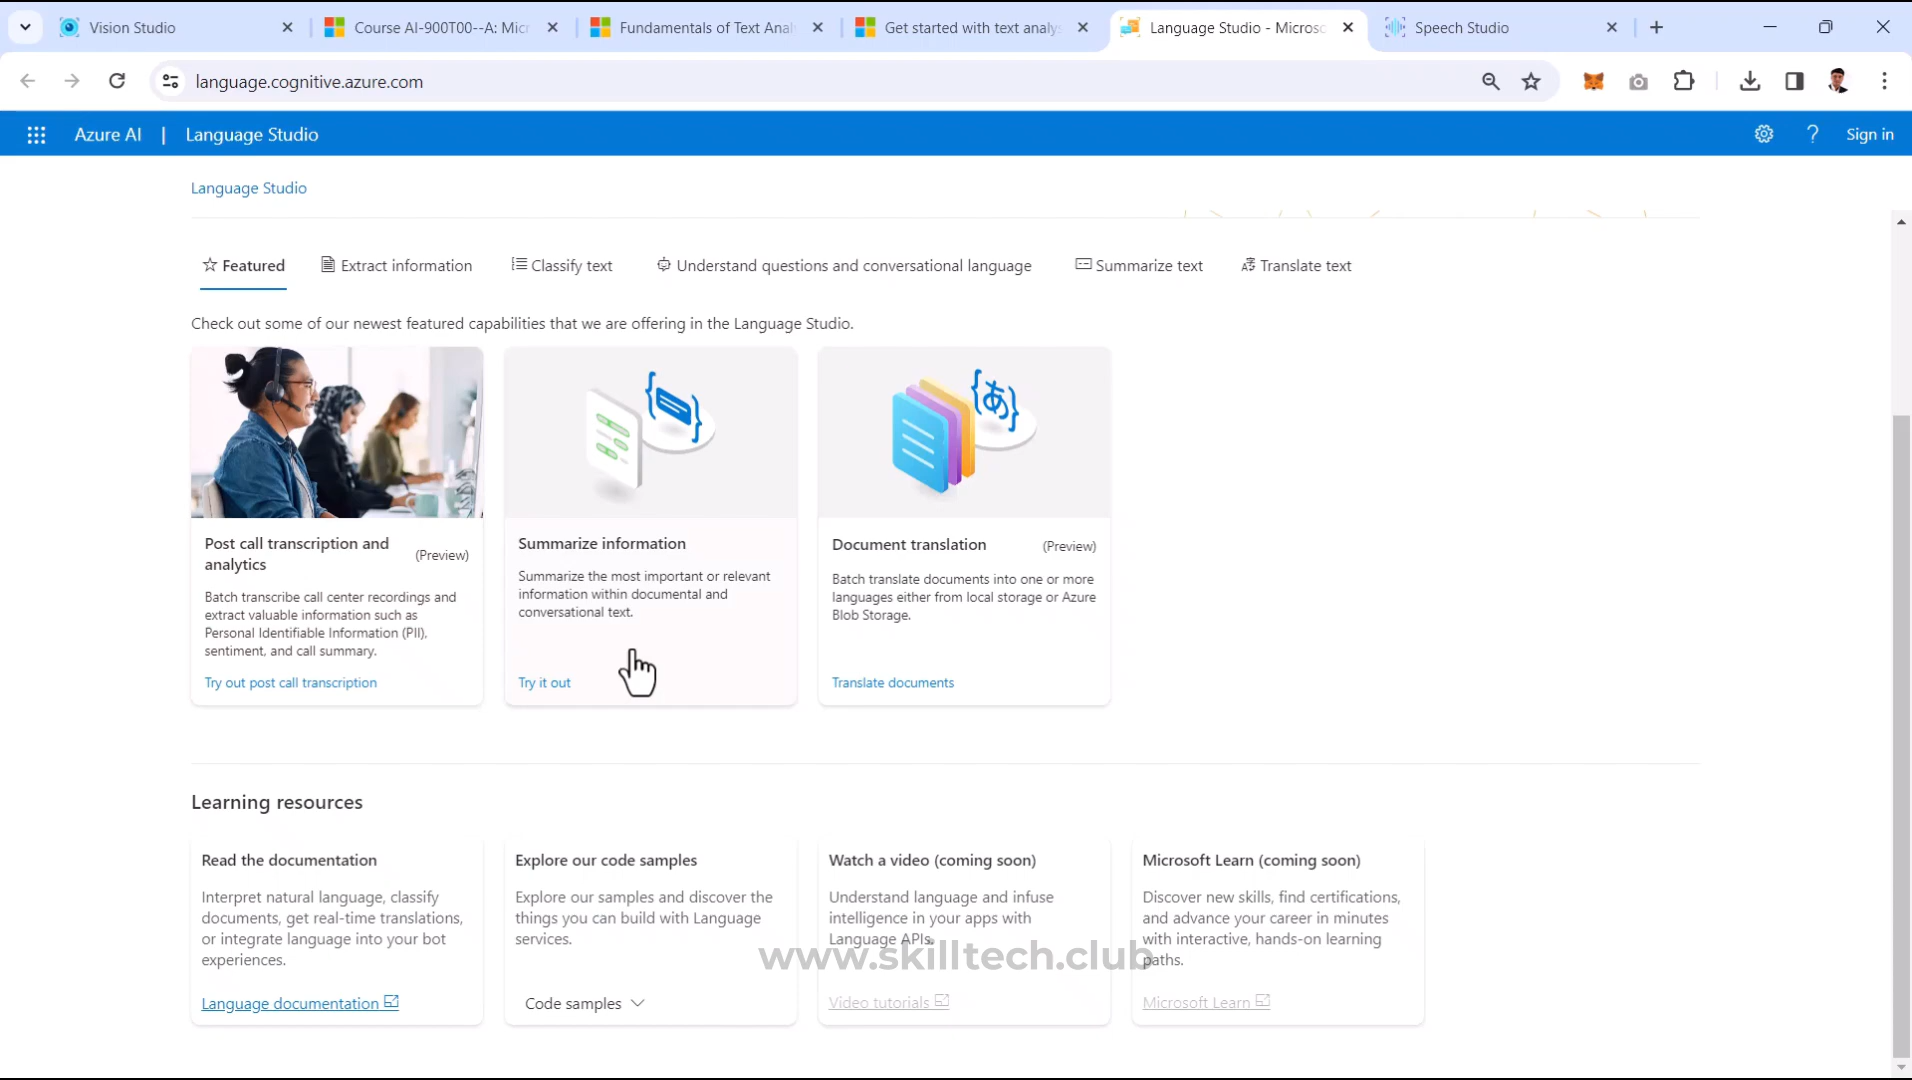 Vision Studio
Course AI-900T00--A: Micr
Fundamentals of Text Anal
Get started with text analys
Language Studio - Microso
Speech Studio
language.cognitive.azure.com
Azure AI | Language Studio
Sign in
Language Studio
Featured
Extract information
Classify text
Understand questions and conversational language
Summarize text
Translate text
Check out some of our newest featured capabilities that we are offering in the Language Studio.
Post call transcription and
analytics
(Preview)
Batch transcribe call center recordings and
extract valuable information such as
Personal Identifiable Information (PII),
sentiment, and call summary.
Try out post call transcription
Summarize information
Summarize the most important or relevant
information within documental and
conversational text.
Try it out
Document translation
(Preview)
Batch translate documents into one or more
languages either from local storage or Azure
Blob Storage.
Translate documents
Learning resources
Read the documentation
Interpret natural language, classify
documents, get real-time translations,
or integrate language into your bot
experiences.
Language documentation
Explore our code samples
Explore our samples and discover the
things you can build with Language
services.
Code samples
Watch a video (coming soon)
Understand language and infuse
intelligence in your apps with
Language APIs.
Video tutorials
Microsoft Learn (coming soon)
Discover new skills, find certifications,
and advance your career in minutes
with interactive, hands-on learning
paths.
Microsoft Learn
www.skilltech.club